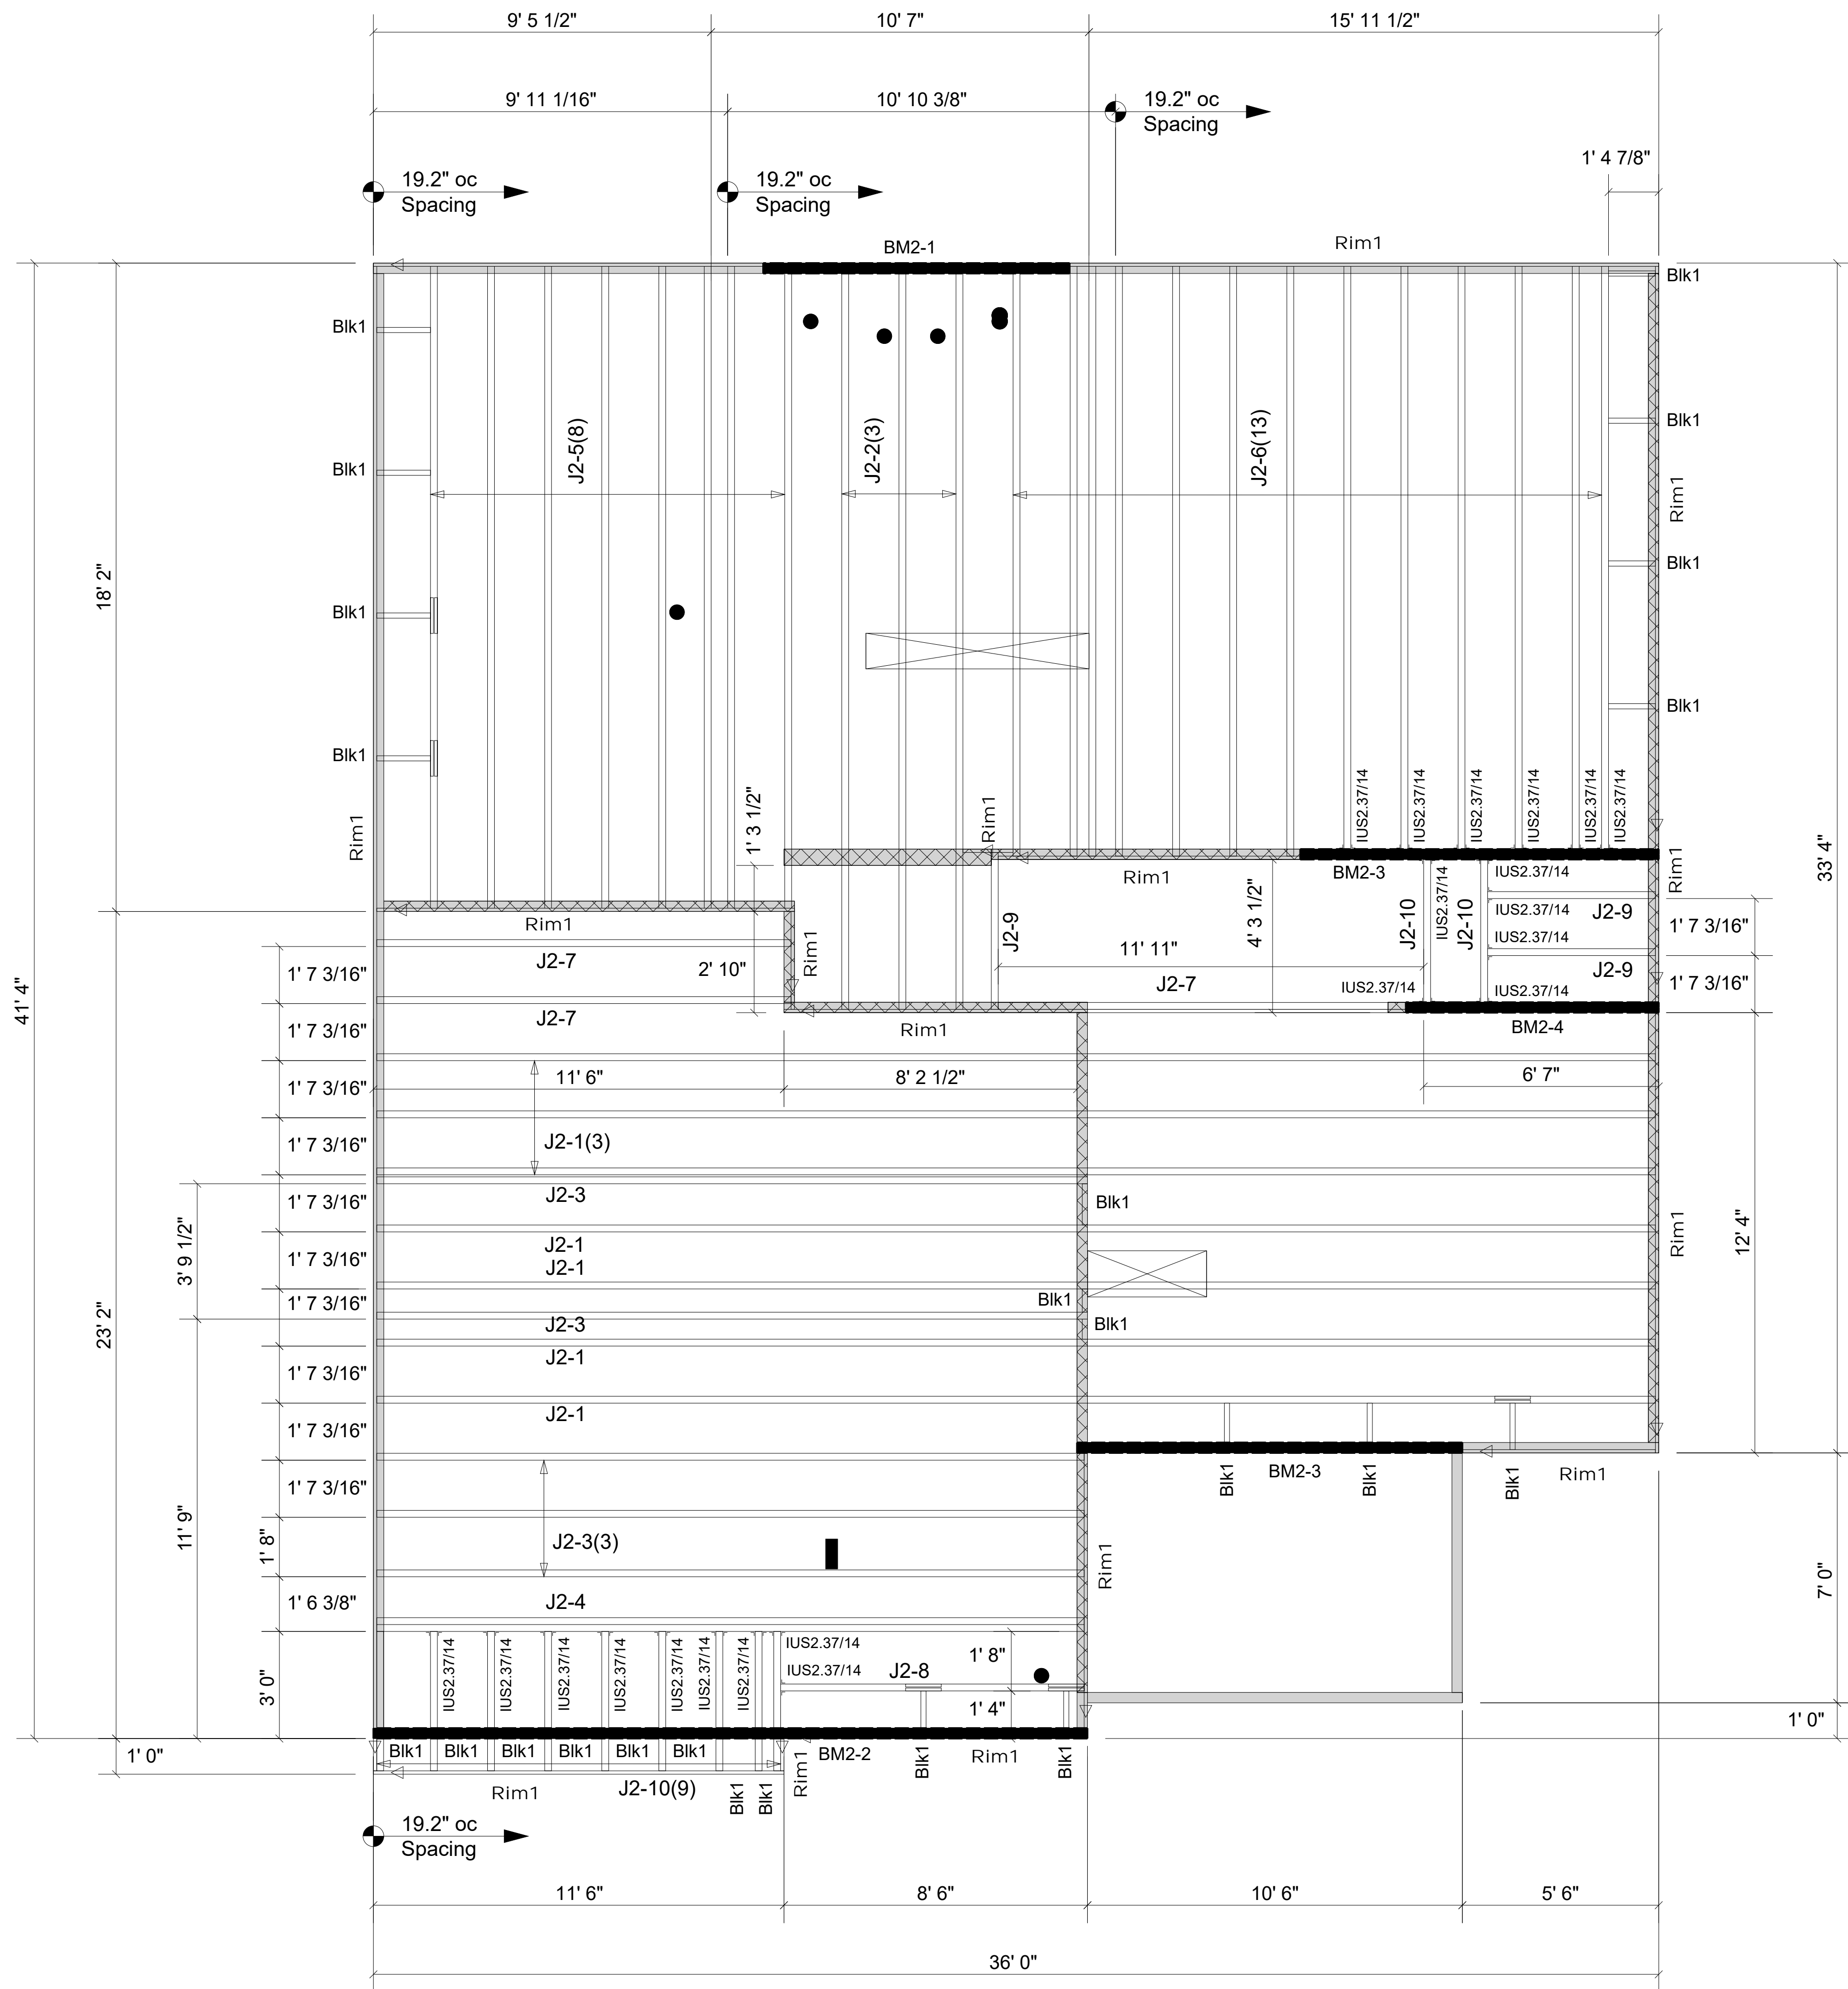 9' 5 1/2"
10' 7"
15' 11 1/2"
9' 11 1/16"
10' 10 3/8"
19.2" oc
Spacing
1' 4 7/8"
19.2" oc
Spacing
19.2" oc
Spacing
BM2-1
Rim1
Blk1
Blk1
Blk1
Blk1
Blk1
Blk1
Blk1
Blk1
J2-5(8)
J2-2(3)
J2-6(13)
Rim1
18' 2"
41' 4"
33' 4"
Rim1
1' 3 1/2"
Rim1
IUS2.37/14
IUS2.37/14
IUS2.37/14
IUS2.37/14
IUS2.37/14
IUS2.37/14
Rim1
BM2-3
Rim1
IUS2.37/14
IUS2.37/14
J2-9
IUS2.37/14
J2-9
IUS2.37/14
1' 7 3/16"
1' 7 3/16"
J2-10
IUS2.37/14
J2-10
4' 3 1/2"
J2-9
11' 11"
J2-7
IUS2.37/14
BM2-4
Rim1
Rim1
2' 10"
Rim1
J2-7
J2-7
1' 7 3/16"
1' 7 3/16"
1' 7 3/16"
1' 7 3/16"
1' 7 3/16"
1' 7 3/16"
1' 7 3/16"
1' 7 3/16"
1' 7 3/16"
1' 7 3/16"
1' 8"
1' 6 3/8"
3' 0"
11' 6"
8' 2 1/2"
6' 7"
J2-1(3)
J2-3
Blk1
J2-1
J2-1
Blk1
J2-3
Blk1
J2-1
J2-1
3' 9 1/2"
23' 2"
11' 9"
Rim1
12' 4"
Blk1
BM2-3
Blk1
Blk1
Rim1
J2-3(3)
Rim1
7' 0"
J2-4
IUS2.37/14
IUS2.37/14
IUS2.37/14
IUS2.37/14
IUS2.37/14
IUS2.37/14
IUS2.37/14
IUS2.37/14
IUS2.37/14
J2-8
1' 8"
1' 4"
1' 0"
1' 0"
Blk1
Blk1
Blk1
Blk1
Blk1
Blk1
Rim1
BM2-2
Blk1
Rim1
Blk1
Rim1
J2-10(9)
Blk1
Blk1
19.2" oc
Spacing
11' 6"
8' 6"
10' 6"
5' 6"
36' 0"